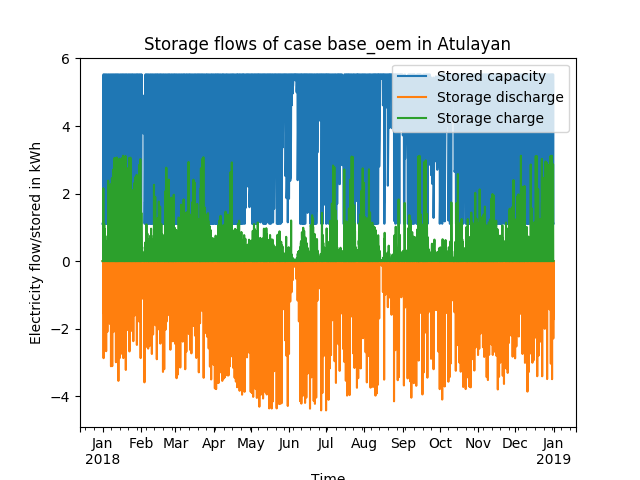 Storage flows of case base_oem in Atulayan
Stored capacity
Storage discharge
Storage charge
Electricity flow/stored in kWh
6
4
2
0
−2
−4
Jan Feb Mar Apr May Jun Jul Aug Sep Oct Nov Dec Jan
2018 2019
Time